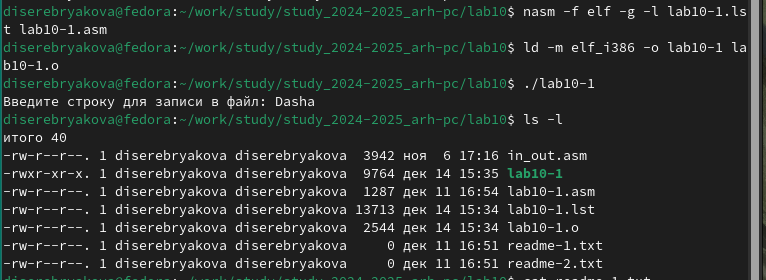 diserebryakova@fedora:~/work/study/study_2024-2025_arh-pc/lab10$ nasm -f elf -g -l lab10-1.ls
t lab10-1.asm
diserebryakova@fedora:~/work/study/study_2024-2025_arh-pc/lab10$ ld -m elf_i386 -o lab10-1 la
b10-1.o
diserebryakova@fedora:~/work/study/study_2024-2025_arh-pc/lab10$ ./lab10-1
Введите строку для записи в файл: Dasha
diserebryakova@fedora:~/work/study/study_2024-2025_arh-pc/lab10$ ls -l
итого 40
-rw-r--r--. 1 diserebryakova diserebryakova  3942 ноя  6 17:16 in_out.asm
-rwxr-xr-x. 1 diserebryakova diserebryakova  9764 дек 14 15:35 lab10-1
-rw-r--r--. 1 diserebryakova diserebryakova  1287 дек 11 16:54 lab10-1.asm
-rw-r--r--. 1 diserebryakova diserebryakova 13713 дек 14 15:34 lab10-1.lst
-rw-r--r--. 1 diserebryakova diserebryakova  2544 дек 14 15:34 lab10-1.o
-rw-r--r--. 1 diserebryakova diserebryakova     0 дек 11 16:51 readme-1.txt
-rw-r--r--. 1 diserebryakova diserebryakova     0 дек 11 16:51 readme-2.txt